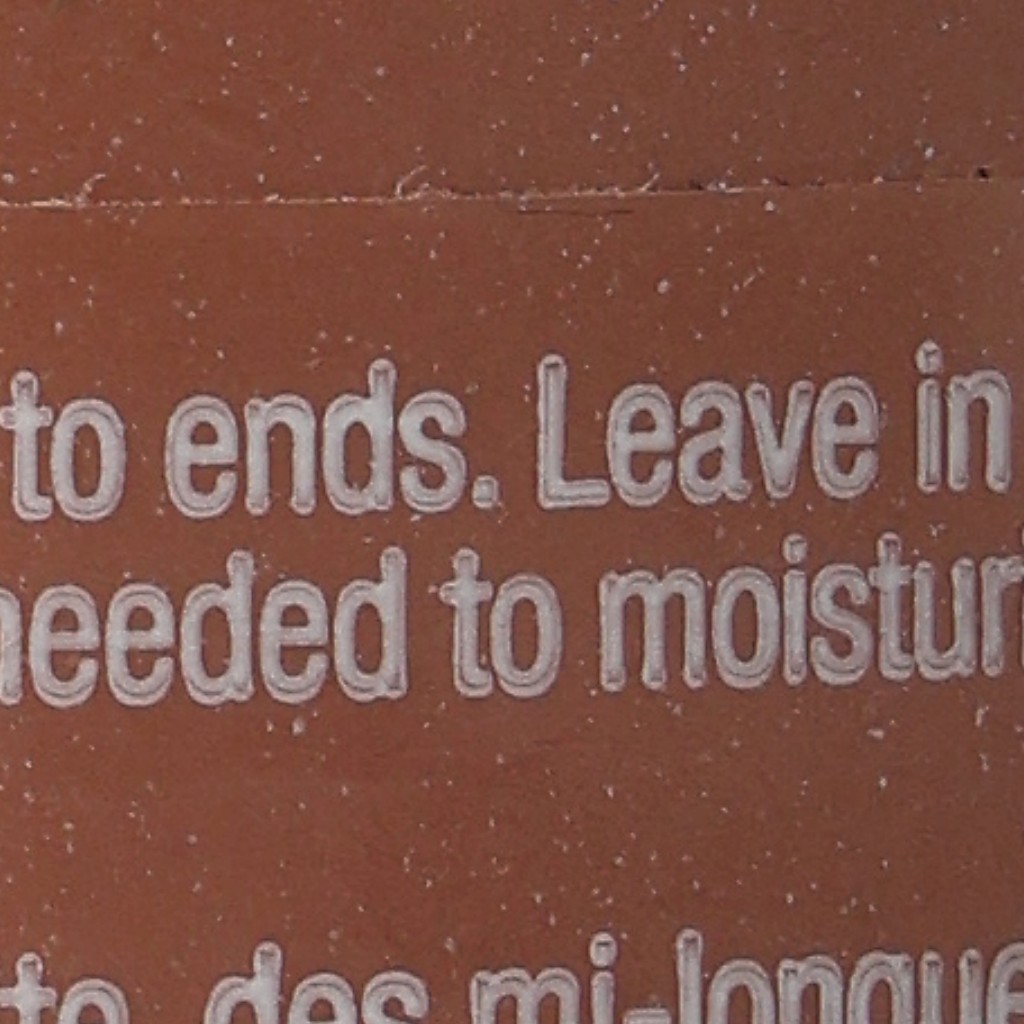 to ends. Leave in
needed to moistur
des mi-longue